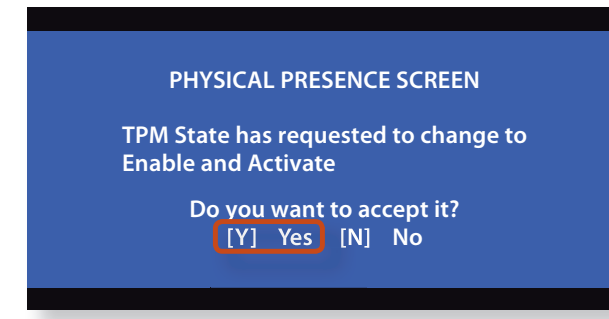 PHYSICAL PRESENCE SCREEN
TPM State has requested to change to
Enable and Activate
Do you want to accept it?
[Y] Yes [N] No